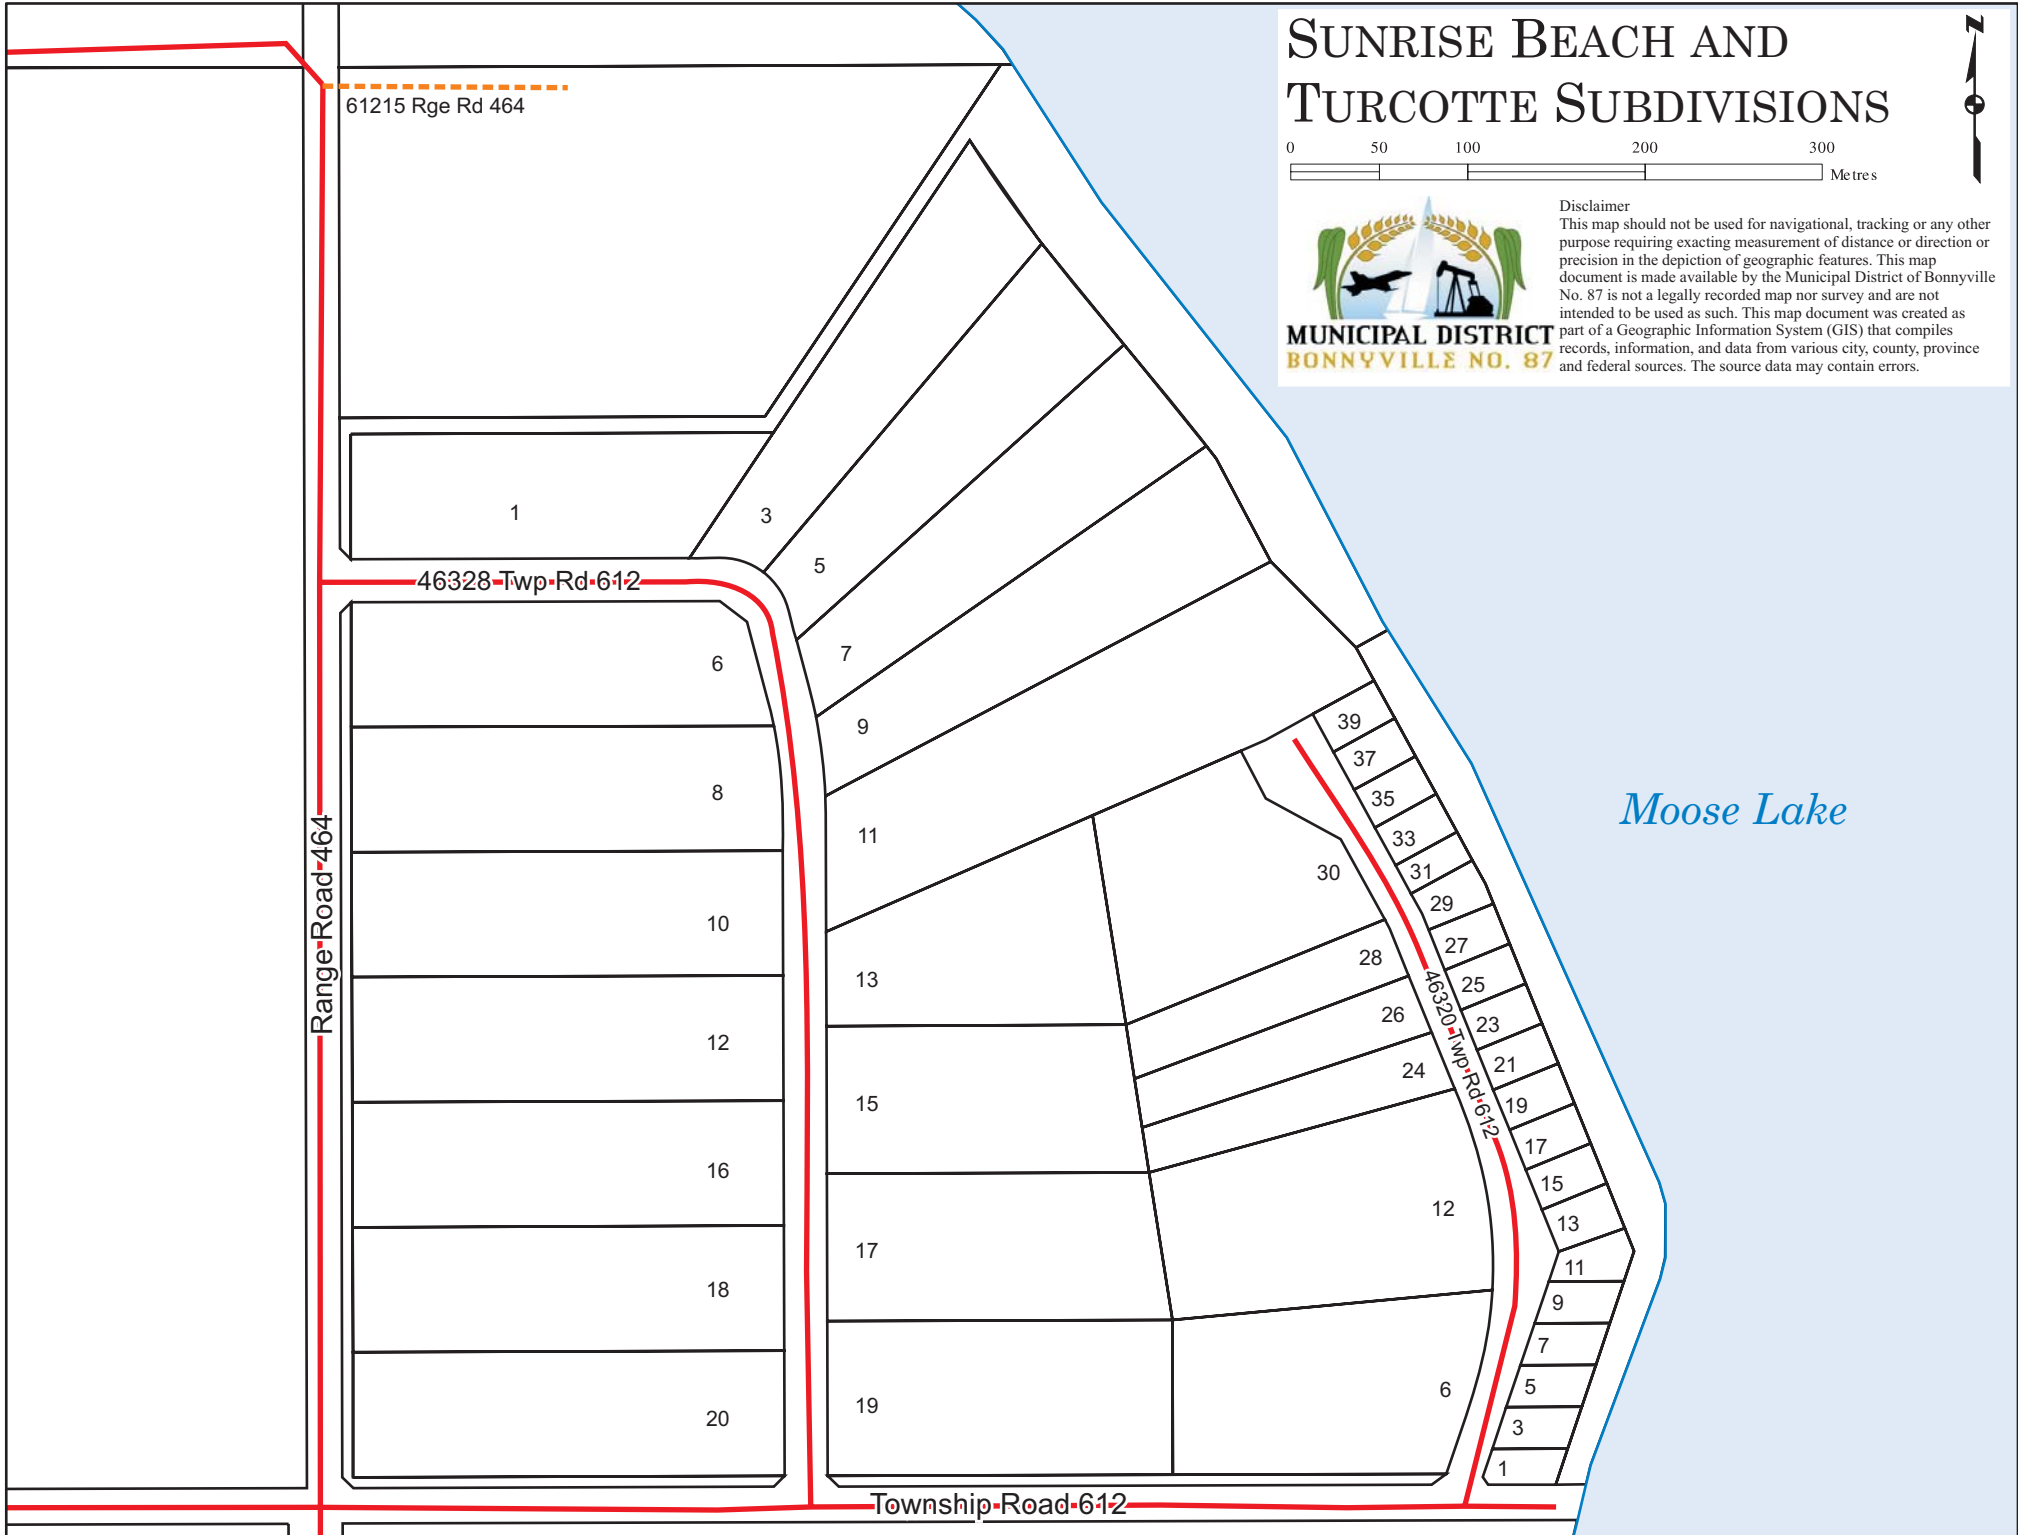 SUNRISE BEACH AND
TURCOTTE SUBDIVISIONS
N
0 50 100 200 300
Metres
Disclaimer
This map should not be used for navigational, tracking or any other
purpose requiring exacting measurement of distance or direction or
precision in the depiction of geographic features. This map
document is made available by the Municipal District of Bonnyville
No. 87 is not a legally recorded map nor survey and are not
intended to be used as such. This map document was created as
part of a Geographic Information System (GIS) that compiles
records, information, and data from various city, county, province
and federal sources. The source data may contain errors.
MUNICIPAL DISTRICT
BONNYVILLE NO. 87
61215 Rge Rd 464
1
3
5
46328 Twp Rd 612
7
9
11
13
15
17
19
6
8
10
12
16
18
20
Range Road 464
30
28
26
24
12
6
46320 Twp Rd 612
39
37
35
33
31
29
27
25
23
21
19
17
15
13
11
9
7
5
3
1
Moose Lake
Township Road 612